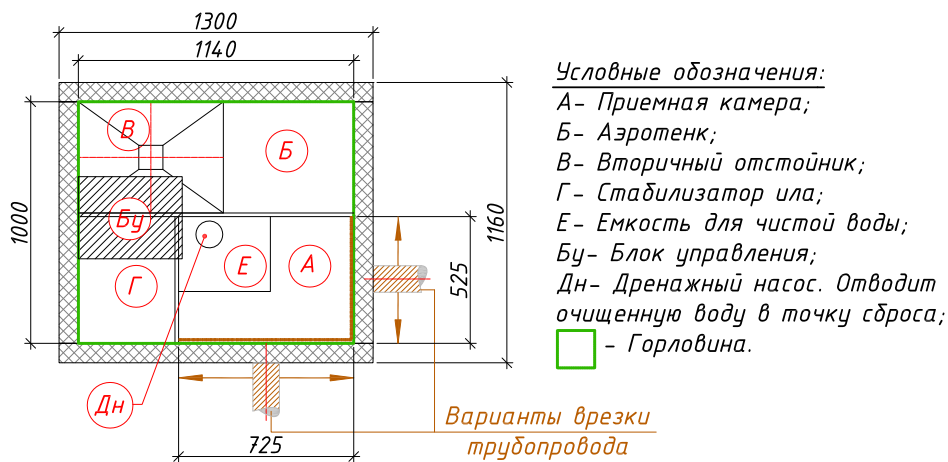 1300
1140
Условные обозначения:
А- Приемная камера;
Б- Аэротенк;
В- Вторичный отстойник;
Г- Стабилизатор ила;
Е- Емкость для чистой воды;
Бу- Блок управления;
Дн- Дренажный насос. Отводит
очищенную воду в точку сброса;
- Горловина.
В
Б
Бу
Г
Е
А
Дн
1000
525
1160
725
Варианты врезки
трубопровода